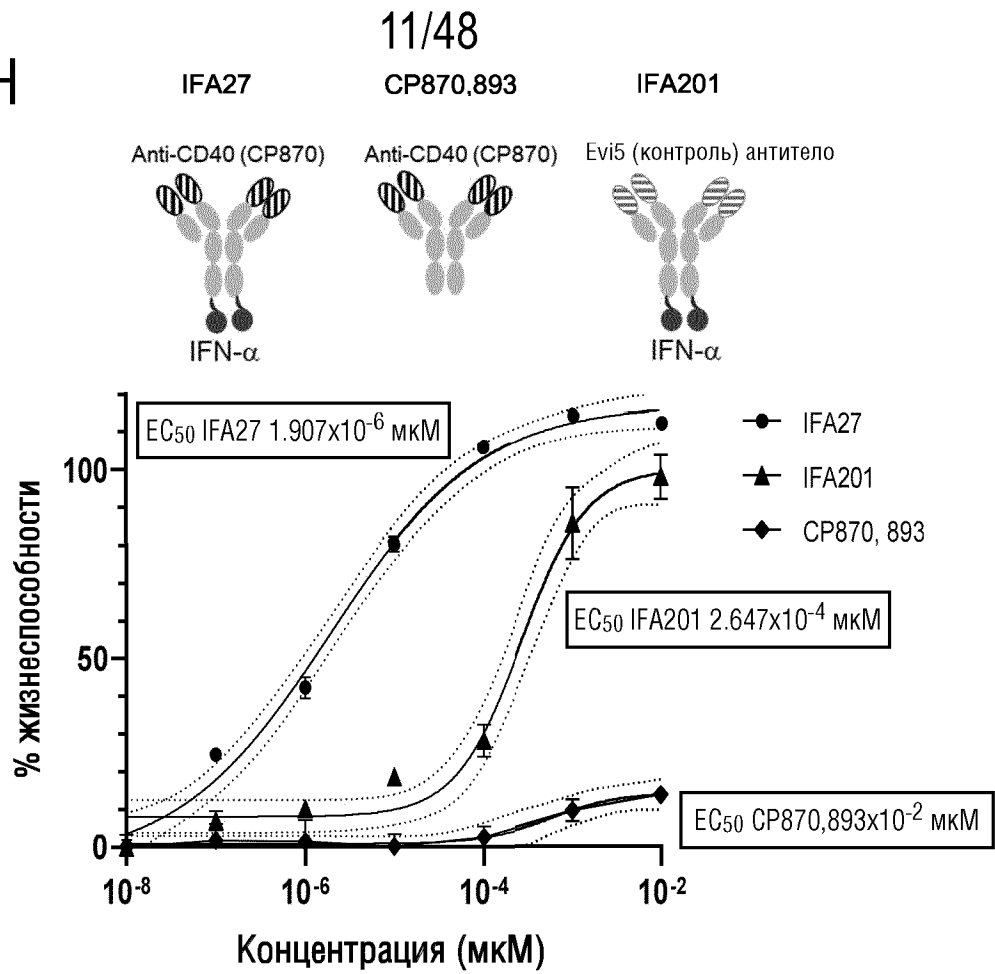 11/48
H
IFA27 CP870,893 IFA201
Anti-CD40 (CP870) Anti-CD40 (CP870) Evi5 (контроль) антитело
IFN-α IFN-α
EC50 IFA27 1.907x10-6 мкМ
IFA27
IFA201
CP870, 893
EC50 IFA201 2.647x10-4 мкМ
EC50 CP870,893x10-2 мкМ
% жизнеспособности
100
50
0
10-8 10-6 10-4 10-2
Концентрация (мкМ)